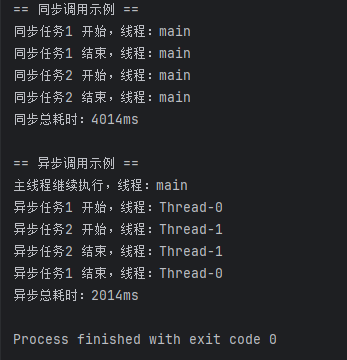 == 同步调用示例 ==
同步任务1 开始，线程：main
同步任务1 结束，线程：main
同步任务2 开始，线程：main
同步任务2 结束，线程：main
同步总耗时：4014ms
== 异步调用示例 ==
主线程继续执行，线程：main
异步任务1 开始，线程：Thread-0
异步任务2 开始，线程：Thread-1
异步任务2 结束，线程：Thread-1
异步任务1 结束，线程：Thread-0
异步总耗时：2014ms
Process finished with exit code 0